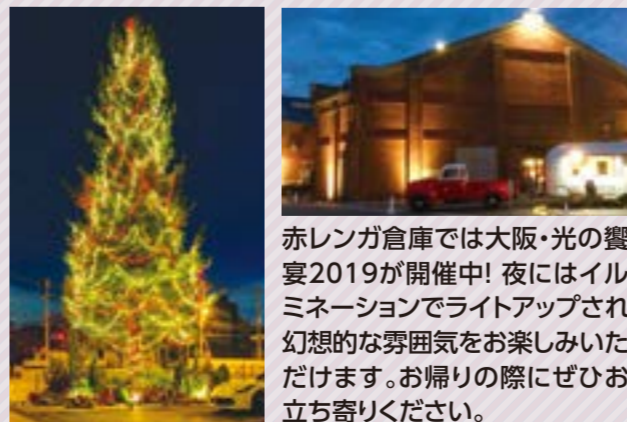 赤レンガ倉庫では大阪・光の饗
宴2019が開催中! 夜にはイル
ミネーションでライトアップされ
幻想的な雰囲気をお楽しみいた
だけます。お帰りの際にぜひお
立ち寄りください。